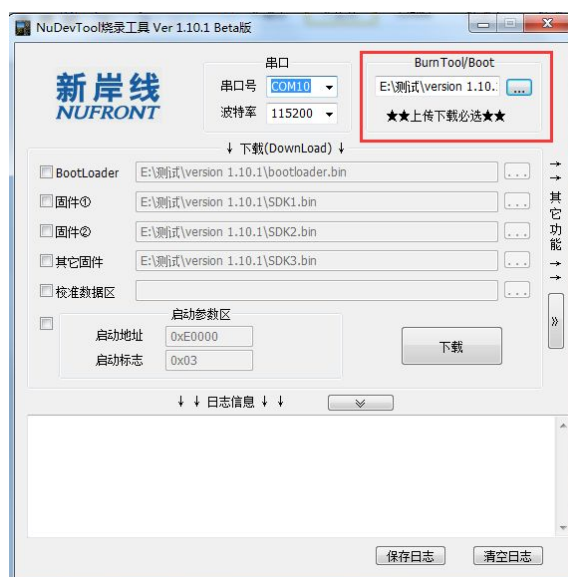 NuDevTool烧录工具 Ver 1.10.1 Beta版
新岸线
NUFRONT
串口
串口号 COM10
波特率 115200
BurnTool/Boot
E:\测试\version 1.10.: ...
★★上传下载必选★★
↓ 下载(DownLoad) ↓
BootLoader E:\测试\version 1.10.1\bootloader.bin ...
固件① E:\测试\version 1.10.1\SDK1.bin ...
固件② E:\测试\version 1.10.1\SDK2.bin ...
其它固件 E:\测试\version 1.10.1\SDK3.bin ...
校准数据区 ...
启动参数区
启动地址 0xE0000
启动标志 0x03
下载
→→ 其它功能 →→
»
↓ ↓ 日志信息 ↓ ↓
保存日志 清空日志